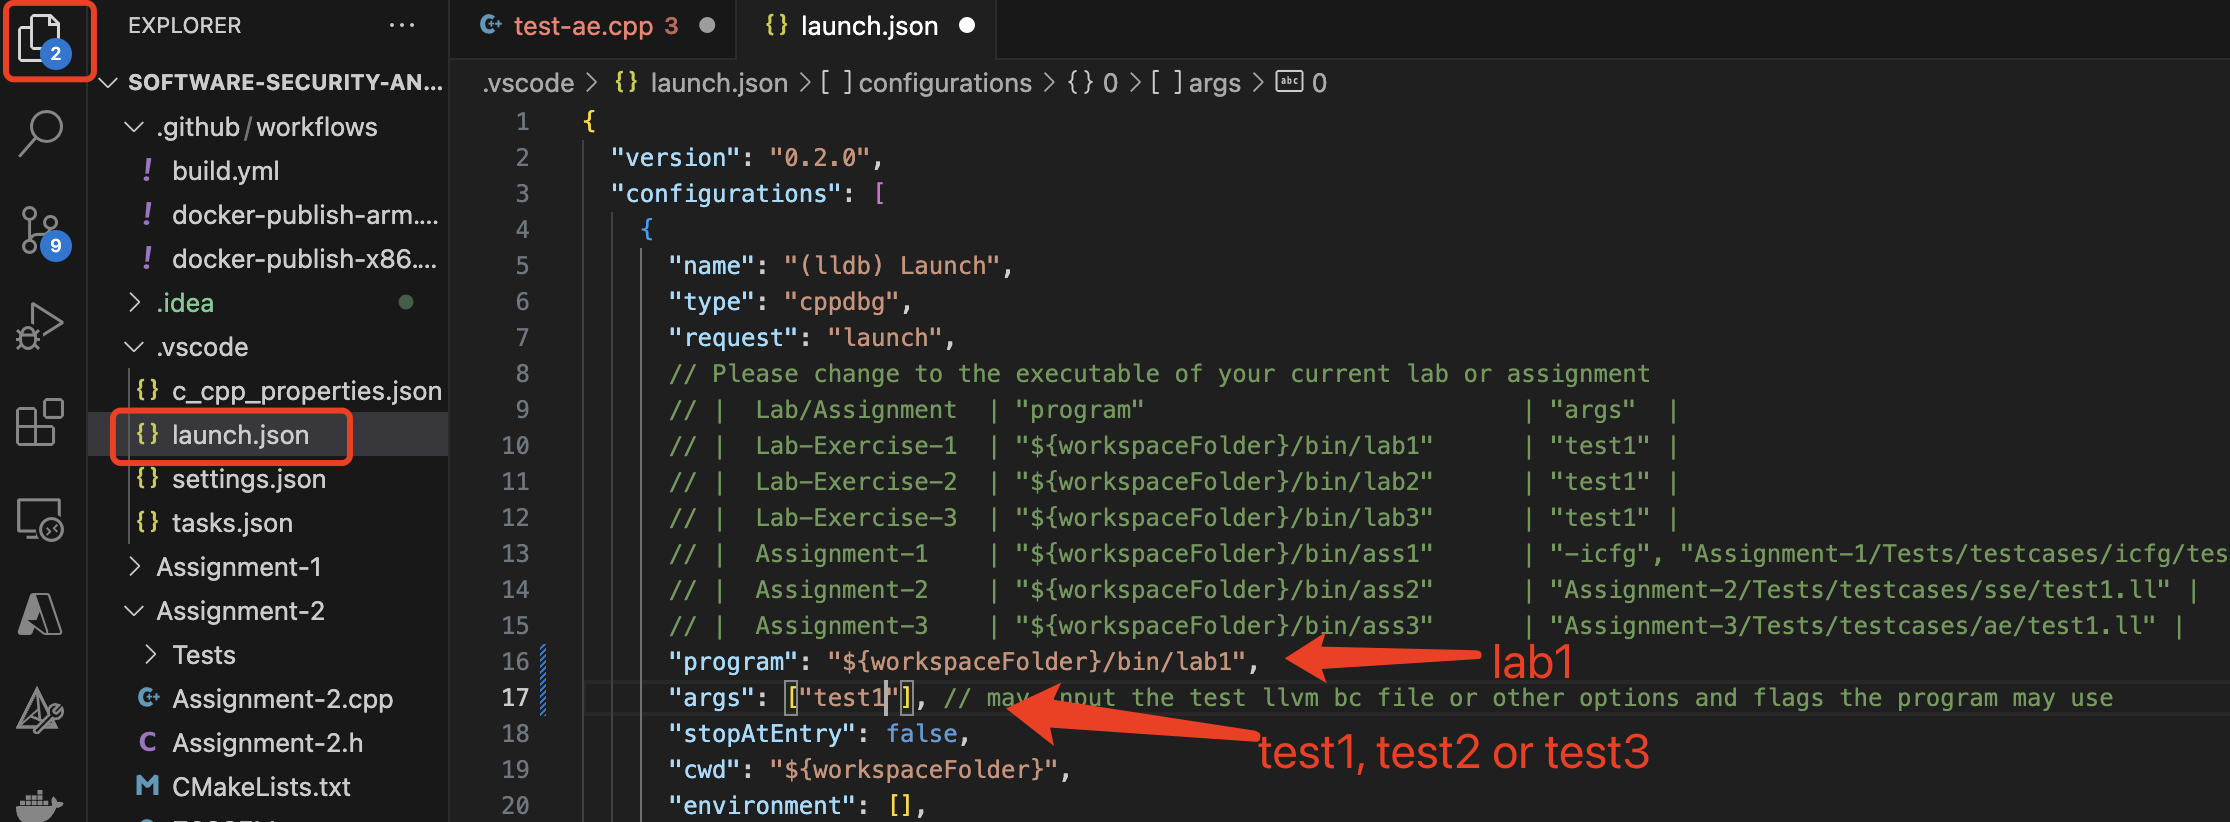 EXPLORER ...
2
9
SOFTWARE-SECURITY-AN...
.github/workflows
! build.yml
! docker-publish-arm....
! docker-publish-x86....
.idea
.vscode
{} c_cpp_properties.json
{} launch.json
{} settings.json
{} tasks.json
Assignment-1
Assignment-2
Tests
C++ Assignment-2.cpp
C Assignment-2.h
M CMakeLists.txt
test-ae.cpp 3
{} launch.json
.vscode > {} launch.json > [ ] configurations > {} 0 > [ ] args > abc 0
1 {
2 "version": "0.2.0",
3 "configurations": [
4 {
5 "name": "(lldb) Launch",
6 "type": "cppdbg",
7 "request": "launch",
8 // Please change to the executable of your current lab or assignment
9 // | Lab/Assignment | "program" | "args" |
10 // | Lab-Exercise-1 | "${workspaceFolder}/bin/lab1" | "test1" |
11 // | Lab-Exercise-2 | "${workspaceFolder}/bin/lab2" | "test1" |
12 // | Lab-Exercise-3 | "${workspaceFolder}/bin/lab3" | "test1" |
13 // | Assignment-1 | "${workspaceFolder}/bin/ass1" | "-icfg", "Assignment-1/Tests/testcases/icfg/tes
14 // | Assignment-2 | "${workspaceFolder}/bin/ass2" | "Assignment-2/Tests/testcases/sse/test1.ll" |
15 // | Assignment-3 | "${workspaceFolder}/bin/ass3" | "Assignment-3/Tests/testcases/ae/test1.ll" |
16 "program": "${workspaceFolder}/bin/lab1",
lab1
17 "args": ["test1"], // may input the test llvm bc file or other options and flags the program may use
18 "stopAtEntry": false,
test1, test2 or test3
19 "cwd": "${workspaceFolder}",
20 "environment": [],